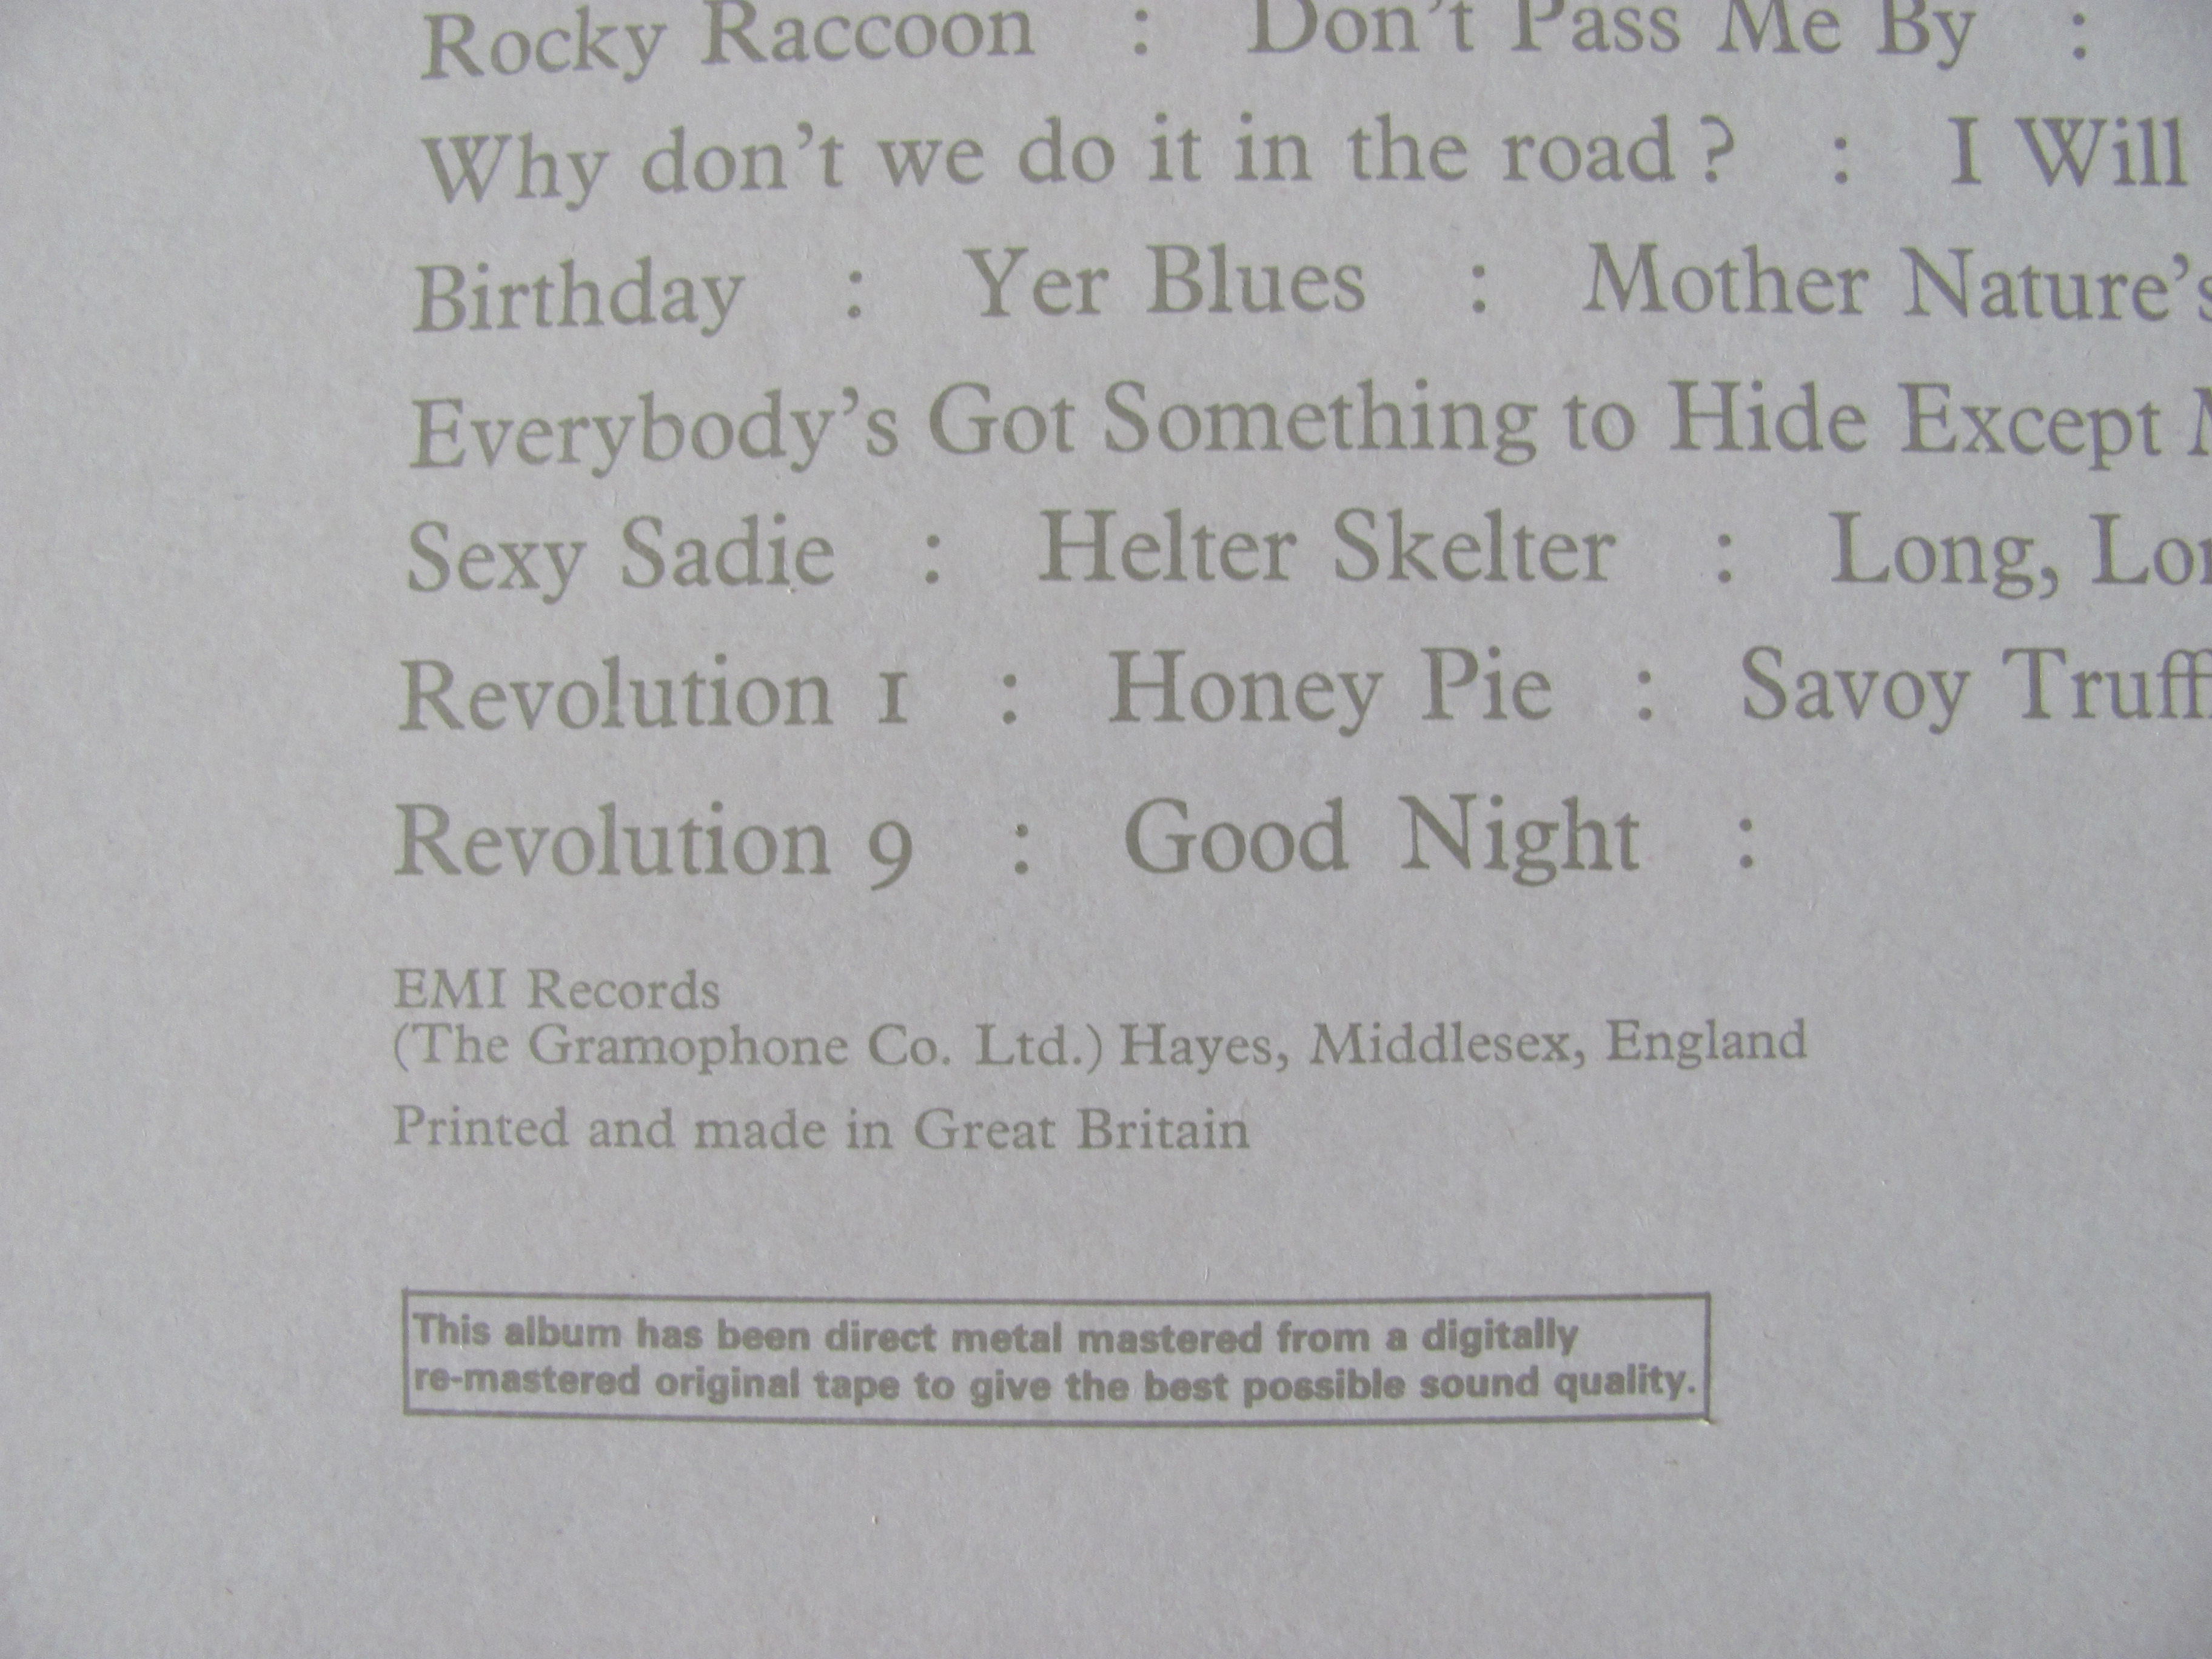 Rocky Raccoon : Don't Pass Me By :
Why don't we do it in the road ? : I Will
Birthday : Yer Blues : Mother Nature's
Everybody's Got Something to Hide Except
Sexy Sadie : Helter Skelter : Long,
Revolution 1 : Honey Pie : Savoy
Revolution 9 : Good Night :
EMI Records
(The Gramophone Co. Ltd.) Hayes, Middlesex, England
Printed and made in Great Britain
This album has been direct metal mastered from a digitally
re-mastered original tape to give the best possible sound quality.